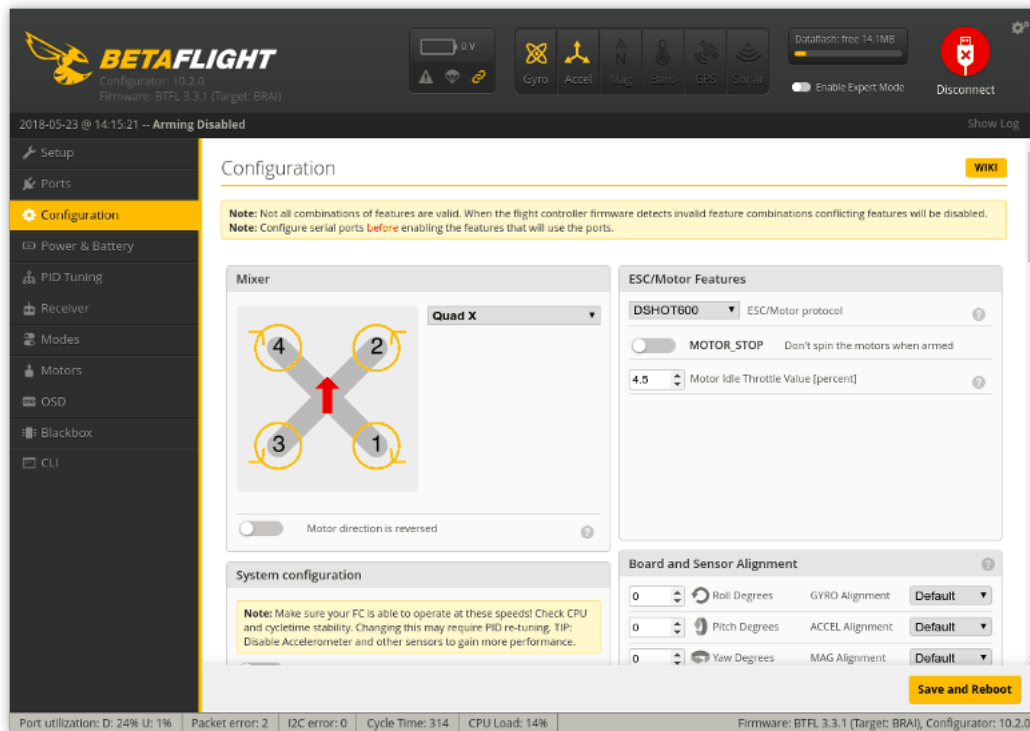 BETAFLIGHT
Configurator: 10.2.0
Firmware: BTFL 3.3.1 (Target: BRAI)
0 V
Gyro
Accel
Mag
Baro
GPS
Sonar
Dataflash: free 14.1MB
Enable Expert Mode
Disconnect
2018-05-23 @ 14:15:21 -- Arming Disabled
Show Log
Setup
Ports
Configuration
Power & Battery
PID Tuning
Receiver
Modes
Motors
OSD
Blackbox
CLI
Configuration
WIKI
Note: Not all combinations of features are valid. When the flight controller firmware detects invalid feature combinations conflicting features will be disabled.
Note: Configure serial ports before enabling the features that will use the ports.
Mixer
Quad X
4
2
3
1
Motor direction is reversed
ESC/Motor Features
DSHOT600
ESC/Motor protocol
MOTOR_STOP
Don't spin the motors when armed
4.5
Motor Idle Throttle Value [percent]
System configuration
Note: Make sure your FC is able to operate at these speeds! Check CPU
and cycletime stability. Changing this may require PID re-tuning. TIP:
Disable Accelerometer and other sensors to gain more performance.
Board and Sensor Alignment
0 Roll Degrees GYRO Alignment Default
0 Pitch Degrees ACCEL Alignment Default
0 Yaw Degrees MAG Alignment Default
Save and Reboot
Port utilization: D: 24% U: 1%
Packet error: 2
I2C error: 0
Cycle Time: 314
CPU Load: 14%
Firmware: BTFL 3.3.1 (Target: BRAI), Configurator: 10.2.0